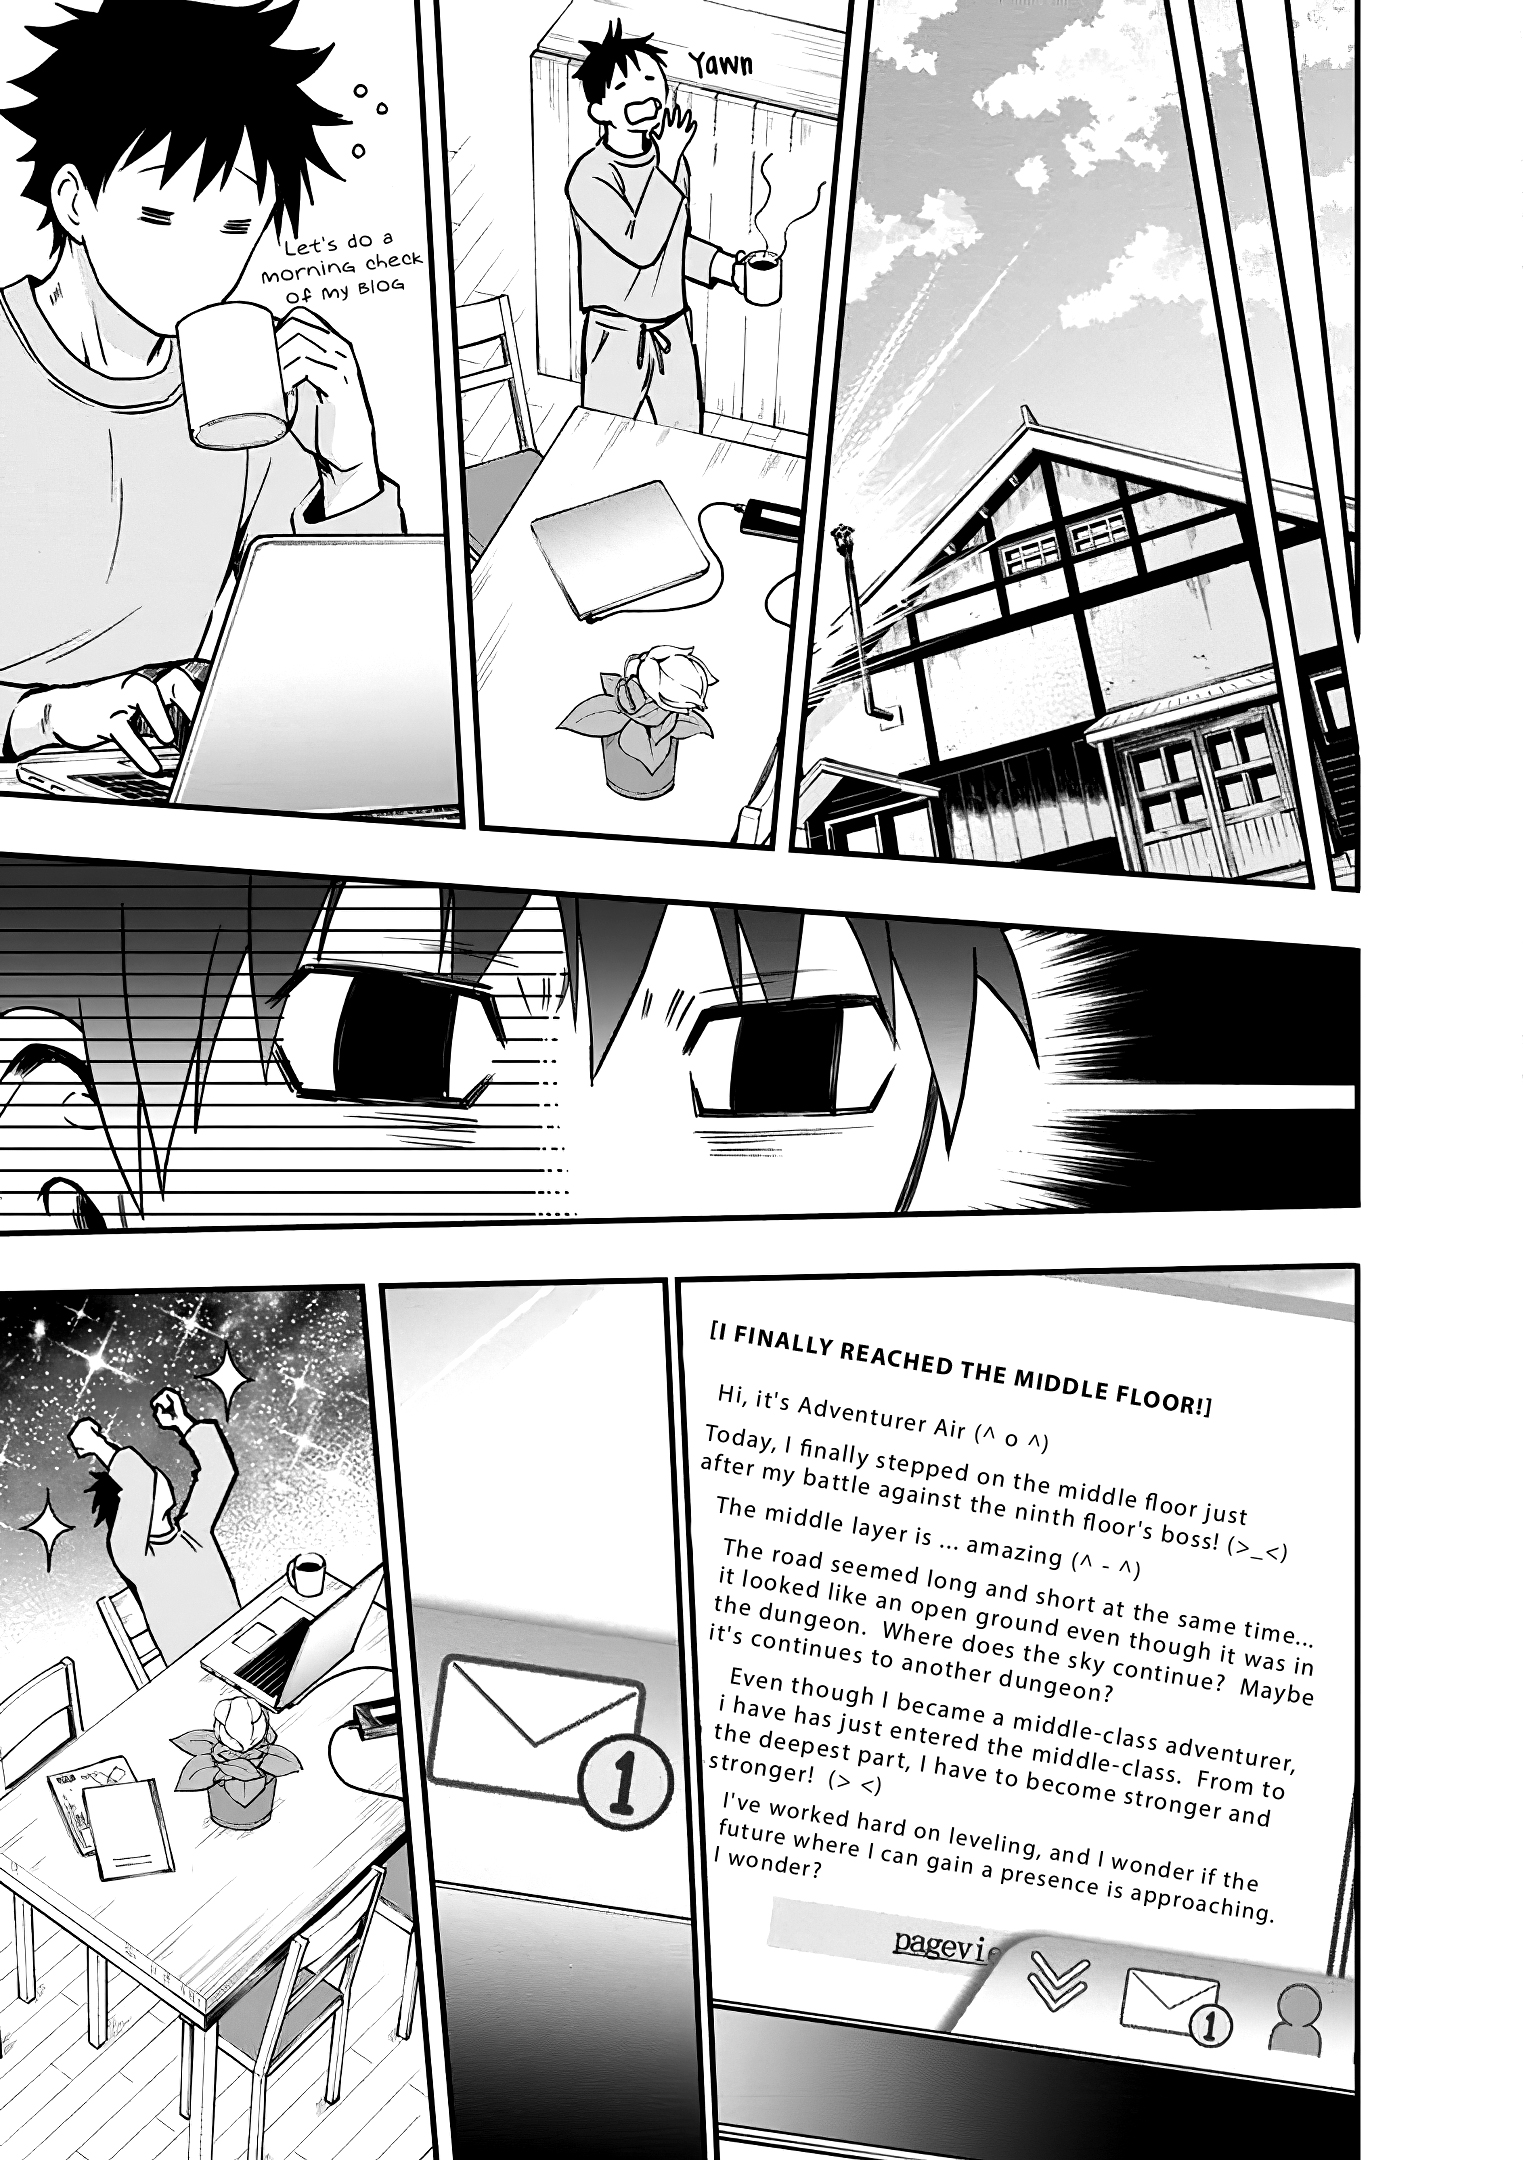 Yawn
Let's do a
morning check
of my BLOG
[I FINALLY REACHED THE MIDDLE FLOOR!]
Hi, it's Adventurer Air (^ o ^)
Today, I finally stepped on the middle floor just
after my battle against the ninth floor's boss! (>_<)
The middle layer is ... amazing (^ - ^)
The road seemed long and short at the same time...
it looked like an open ground even though it was in
the dungeon.  Where does the sky continue?  Maybe
it's continues to another dungeon?
Even though I became a middle-class adventurer,
i have has just entered the middle-class.  From to
the deepest part, I have to become stronger and
stronger!  (> <)
I've worked hard on leveling, and I wonder if the
future where I can gain a presence is approaching.
I wonder?
pagevie
1
1